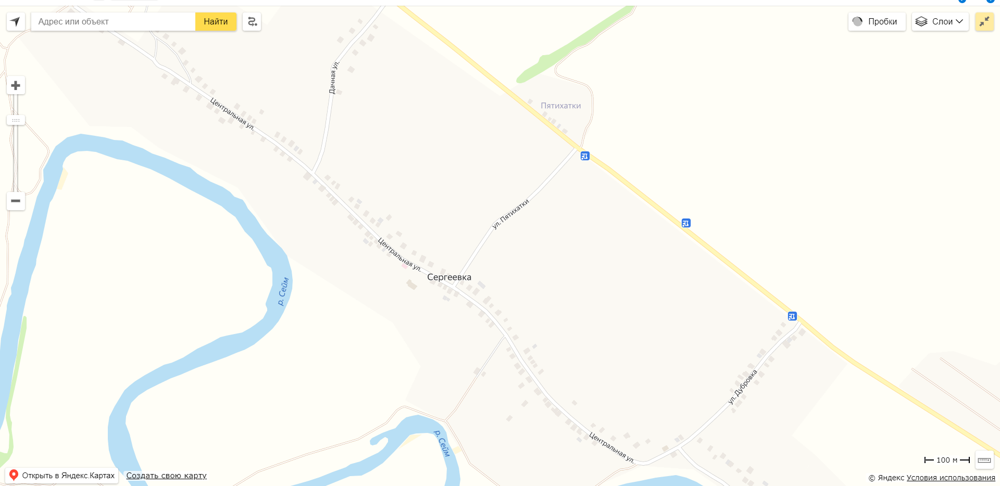 Адрес или объект
Найти
Пробки
Слои
Дачная ул.
Центральная ул.
Пятихатки
ул. Пятихатки
Центральная ул.
Сергеевка
р. Сейм
ул. Дубровка
р. Сейм
Центральная ул.
100 м
Открыть в Яндекс.Картах
Создать свою карту
© Яндекс Условия использования